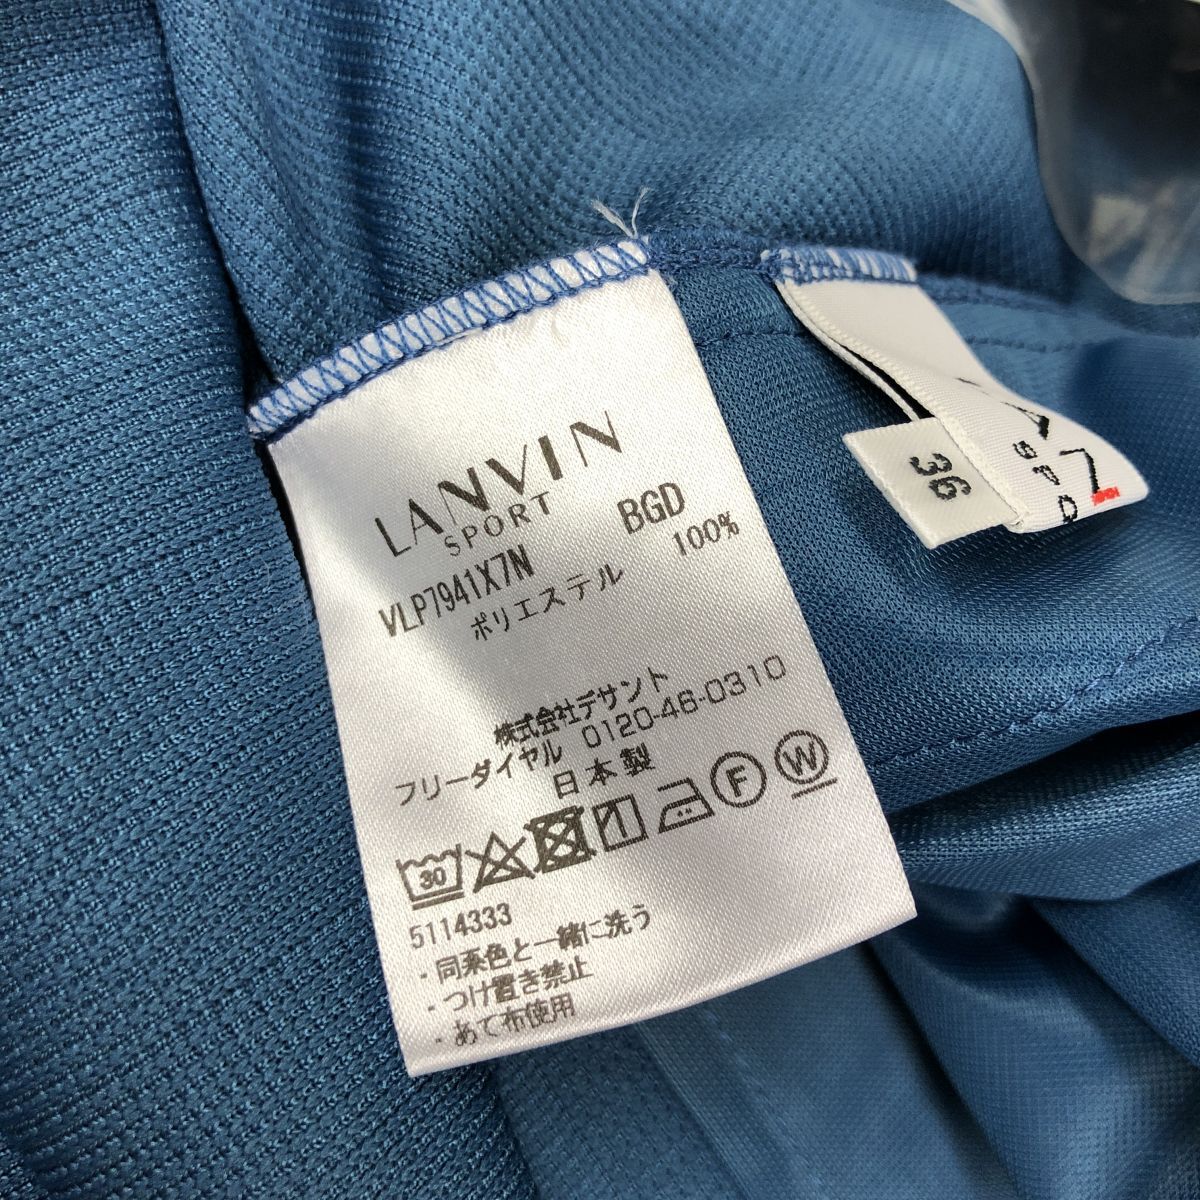 LANVIN
SPORT
VLP7941X7N BGD
ポリエステル 100%
株式会社デサント
フリーダイヤル 0120-46-0310
日本製
30 F W
5114333
・同系色と一緒に洗う
・つけ置き禁止
・あて布使用
36